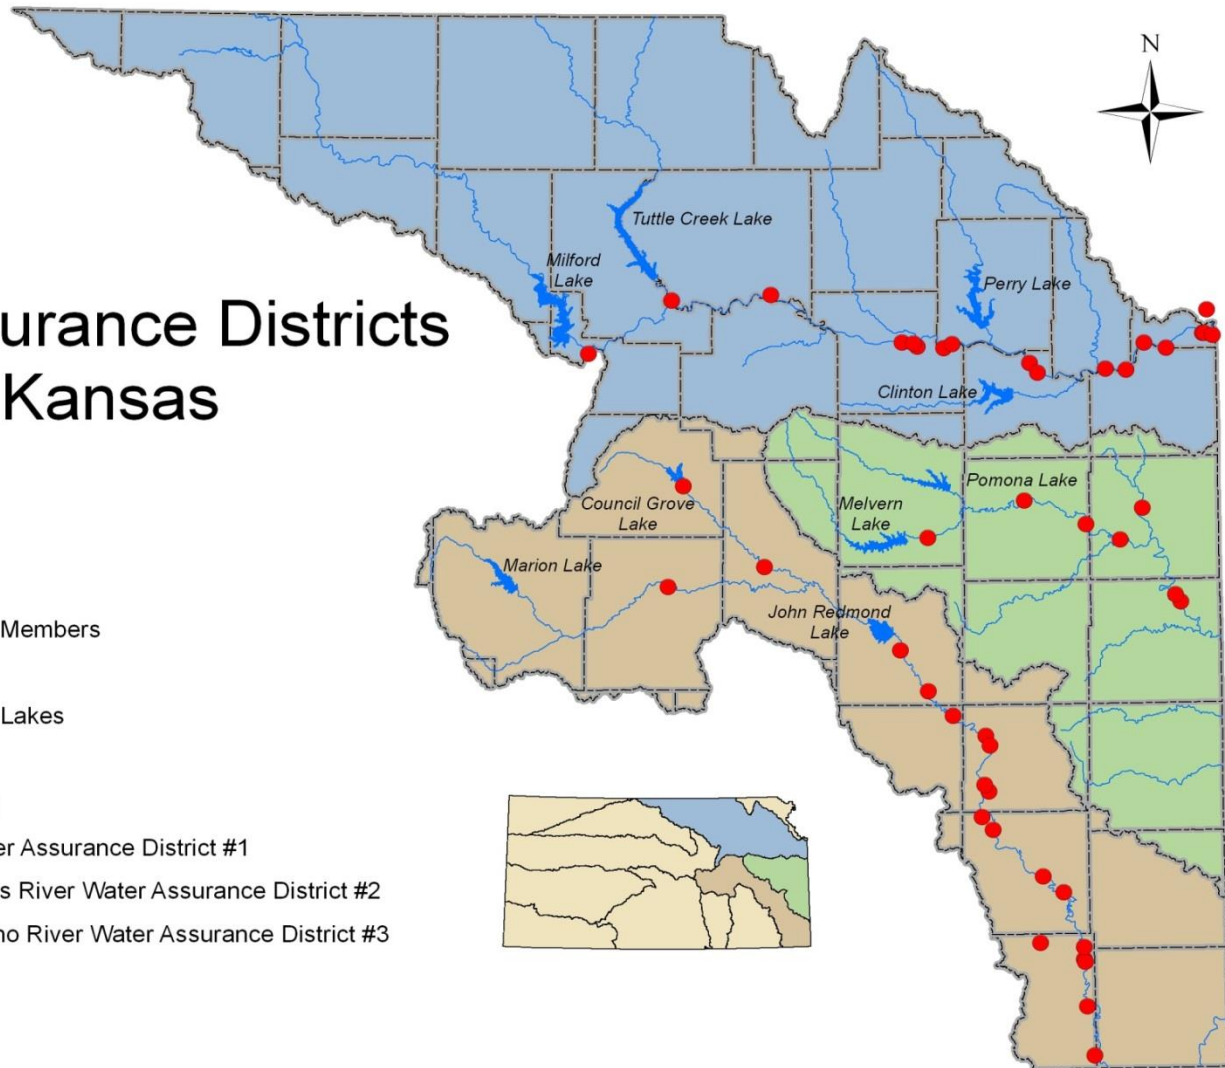 N
urance Districts
Kansas
Tuttle Creek Lake
Milford
Lake
Perry Lake
Clinton Lake
Pomona Lake
Council Grove
Lake
Melvern
Lake
Marion Lake
John Redmond
Lake
Members
Lakes
er Assurance District #1
s River Water Assurance District #2
ho River Water Assurance District #3